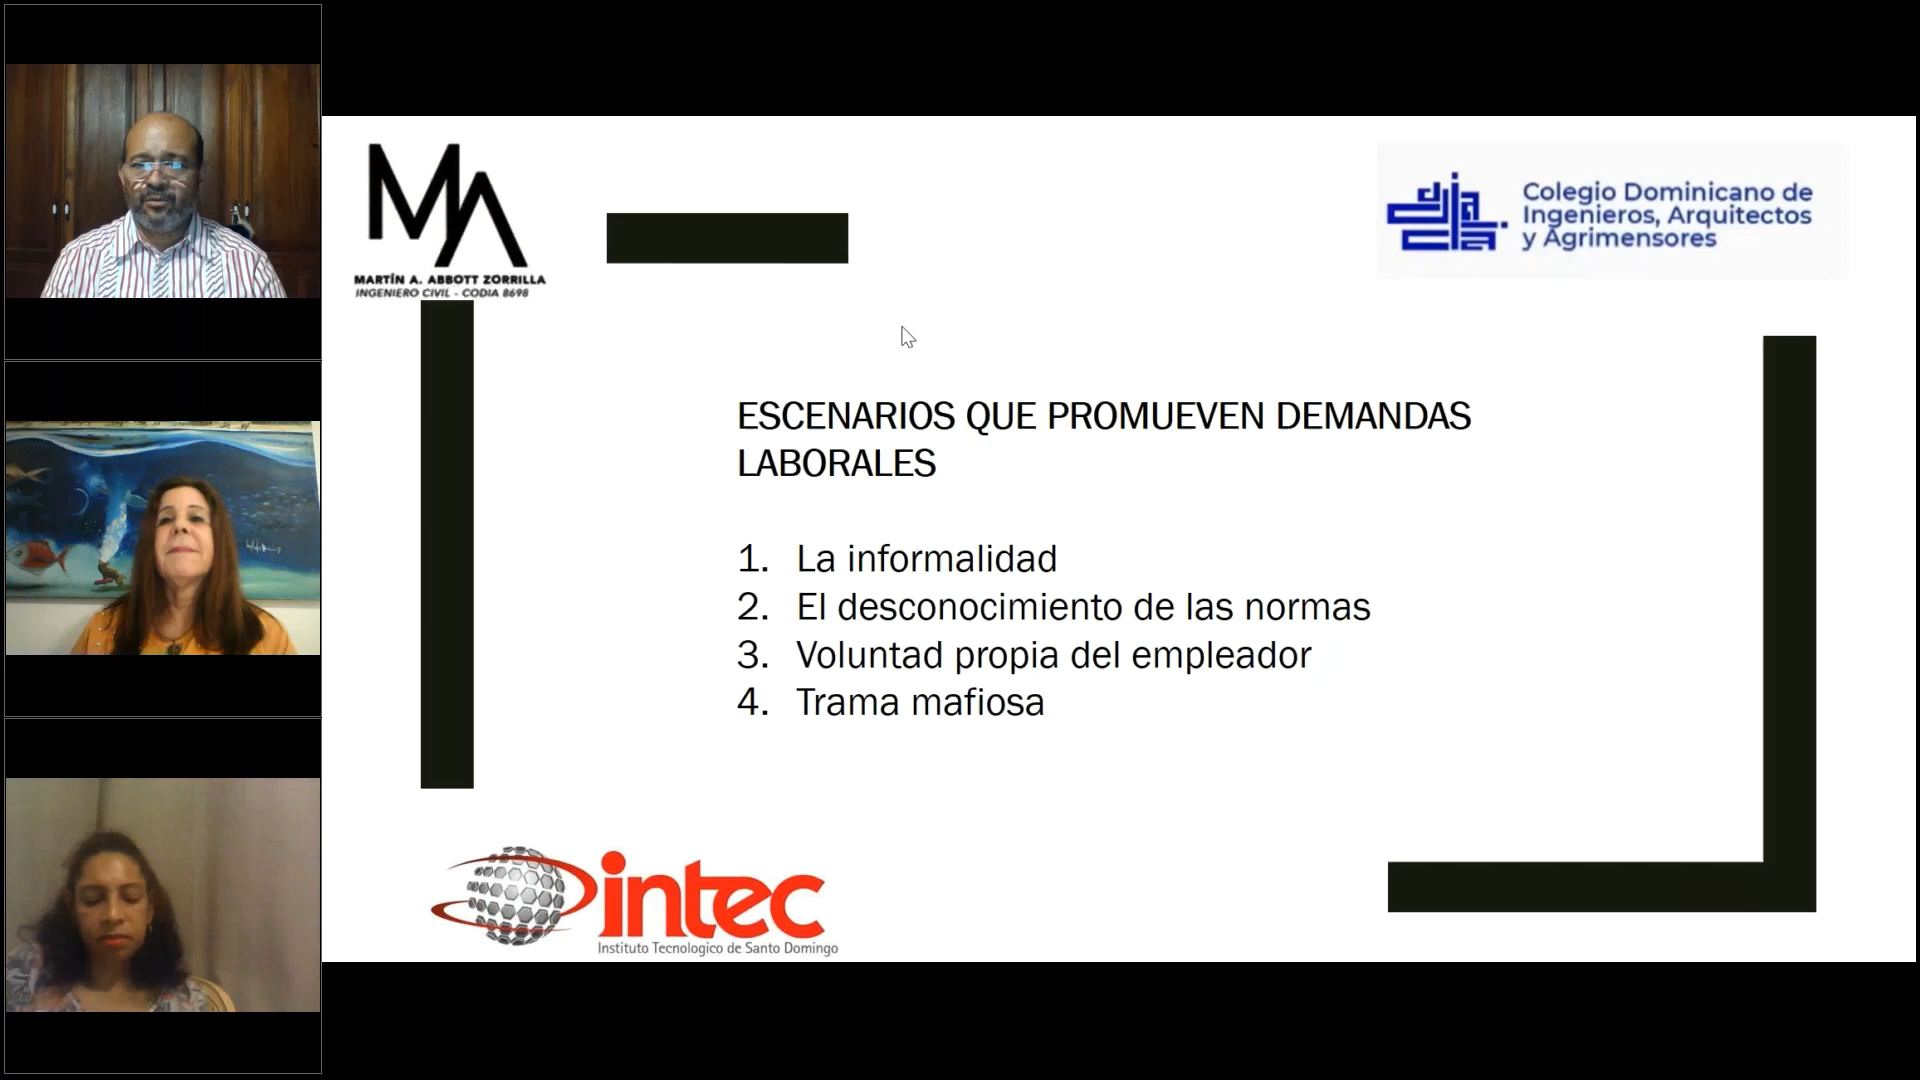 MA
MARTÍN A. ABBOTT ZORRILLA
INGENIERO CIVIL - CODIA 8698
codia
Colegio Dominicano de
Ingenieros, Arquitectos
y Agrimensores
ESCENARIOS QUE PROMUEVEN DEMANDAS
LABORALES
1. La informalidad
2. El desconocimiento de las normas
3. Voluntad propia del empleador
4. Trama mafiosa
intec
Instituto Tecnologico de Santo Domingo